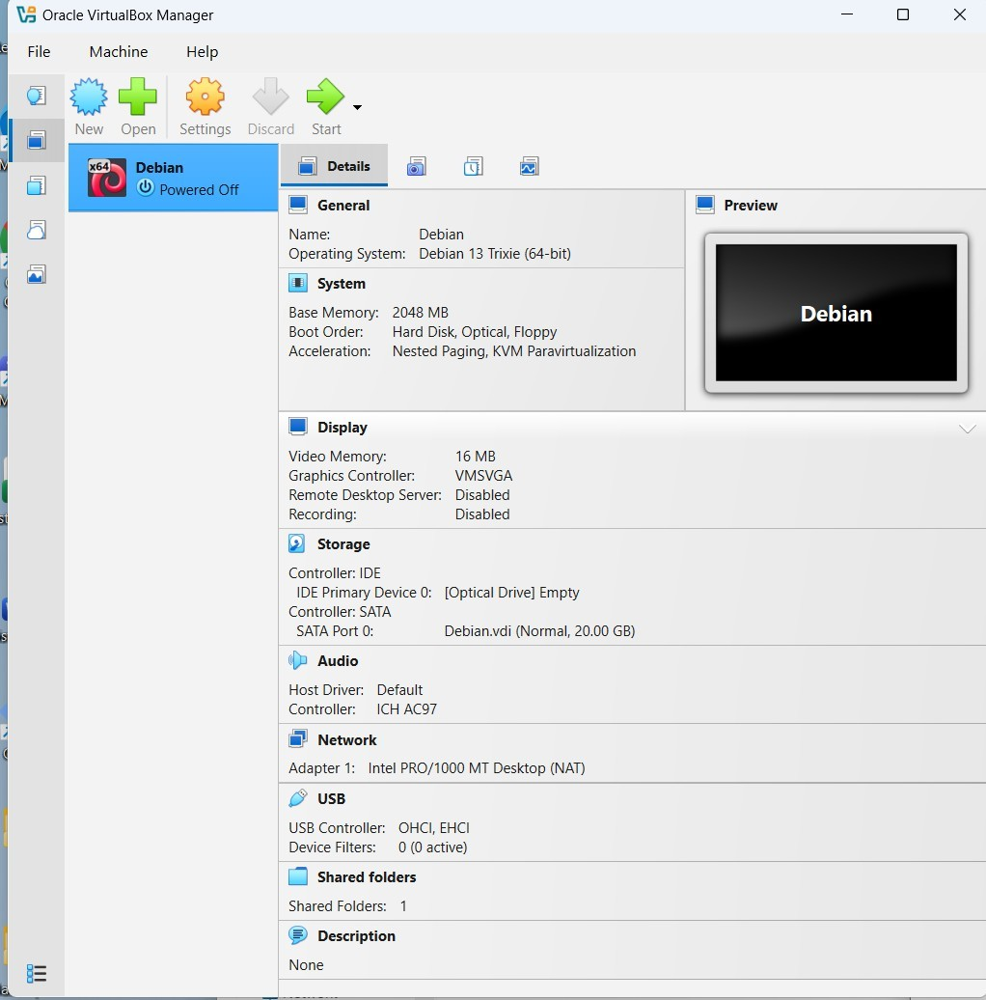 Oracle VirtualBox Manager
File Machine Help
New Open Settings Discard Start
x64 Debian
Powered Off
Details
General
Name: Debian
Operating System: Debian 13 Trixie (64-bit)
Preview
Debian
System
Base Memory: 2048 MB
Boot Order: Hard Disk, Optical, Floppy
Acceleration: Nested Paging, KVM Paravirtualization
Display
Video Memory: 16 MB
Graphics Controller: VMSVGA
Remote Desktop Server: Disabled
Recording: Disabled
Storage
Controller: IDE
IDE Primary Device 0: [Optical Drive] Empty
Controller: SATA
SATA Port 0: Debian.vdi (Normal, 20.00 GB)
Audio
Host Driver: Default
Controller: ICH AC97
Network
Adapter 1: Intel PRO/1000 MT Desktop (NAT)
USB
USB Controller: OHCI, EHCI
Device Filters: 0 (0 active)
Shared folders
Shared Folders: 1
Description
None